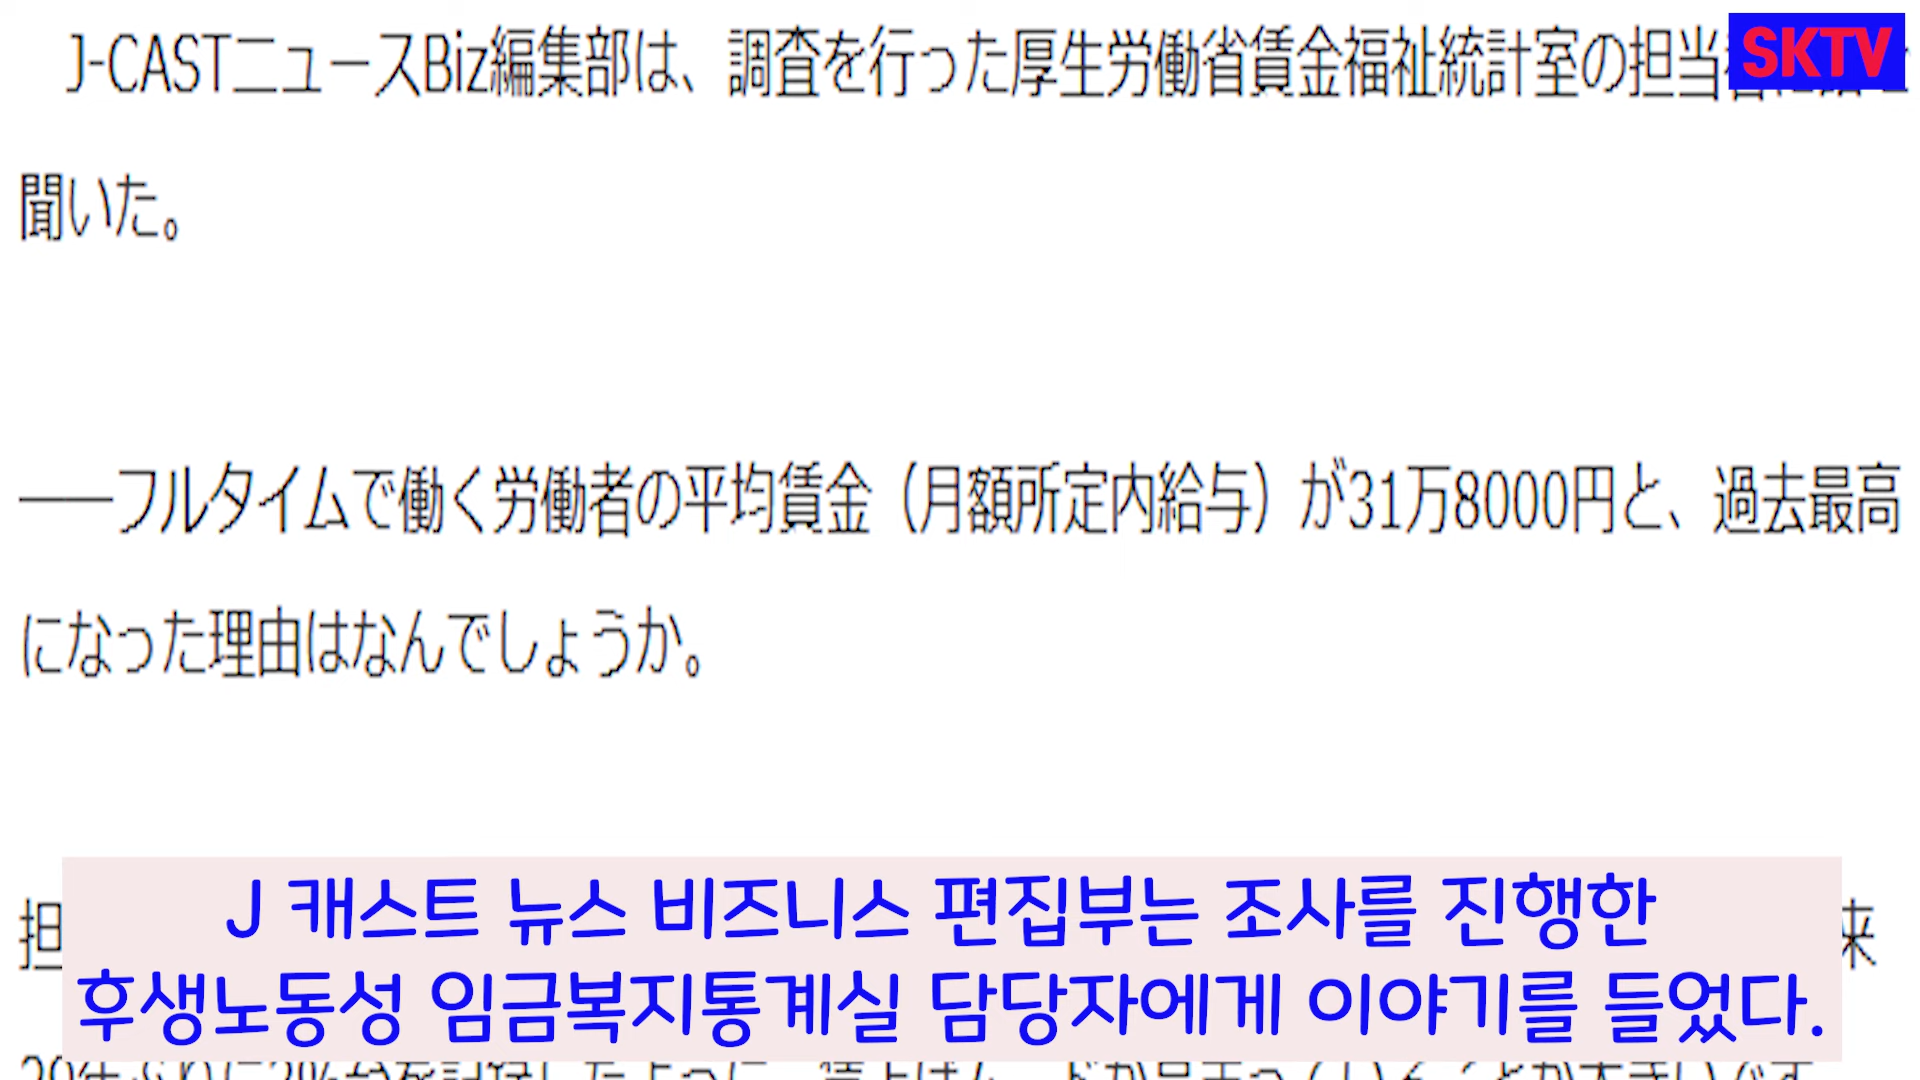 J-CASTニュースBiz編集部は、調査を行った厚生労働省賃金福祉統計室の担当
SKTV
聞いた。
――フルタイムで働く労働者の平均賃金（月額所定内給与）が31万8000円と、過去最高
になった理由はなんでしょうか。
担
来
J 캐스트 뉴스 비즈니스 편집부는 조사를 진행한
후생노동성 임금복지통계실 담당자에게 이야기를 들었다.